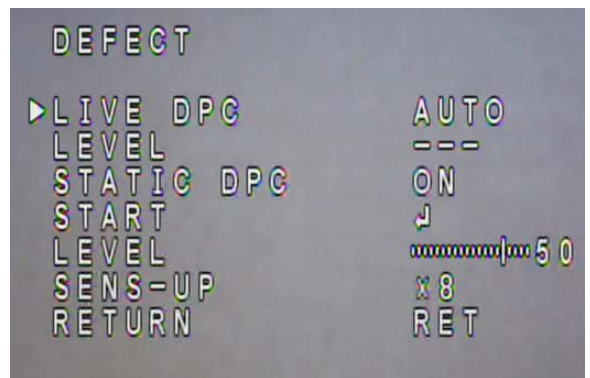 DEFECT
LIVE DPC AUTO
LEVEL ---
STATIC DPC ON
START ↲
LEVEL 50
SENS-UP x8
RETURN RET